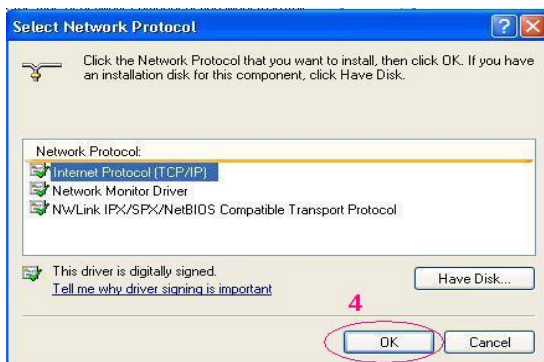 Select Network Protocol
Click the Network Protocol that you want to install, then click OK. If you have
an installation disk for this component, click Have Disk.
Network Protocol:
Internet Protocol (TCP/IP)
Network Monitor Driver
NWLink IPX/SPX/NetBIOS Compatible Transport Protocol
This driver is digitally signed.
Tell me why driver signing is important
Have Disk...
4
OK
Cancel